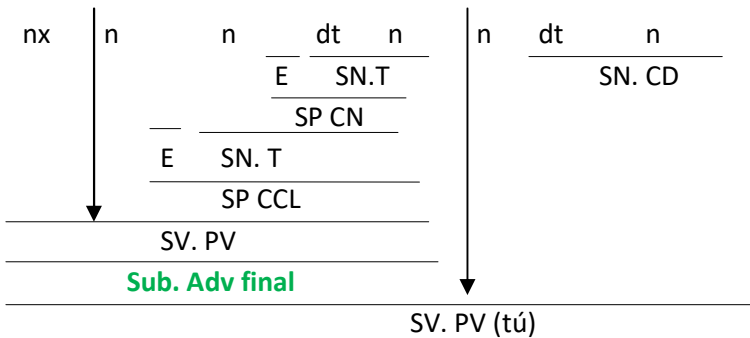 nx n n dt n n dt n
E SN.T SN. CD
SP CN
E SN. T
SP CCL
SV. PV
Sub. Adv final
SV. PV (tú)